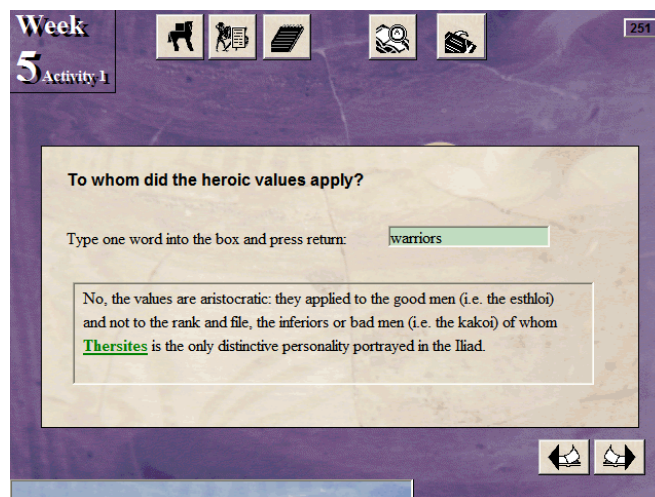 Week
5 Activity 1
251
To whom did the heroic values apply?
Type one word into the box and press return: warriors
No, the values are aristocratic: they applied to the good men (i.e. the esthloi)
and not to the rank and file, the inferiors or bad men (i.e. the kakoi) of whom
Thersites is the only distinctive personality portrayed in the Iliad.